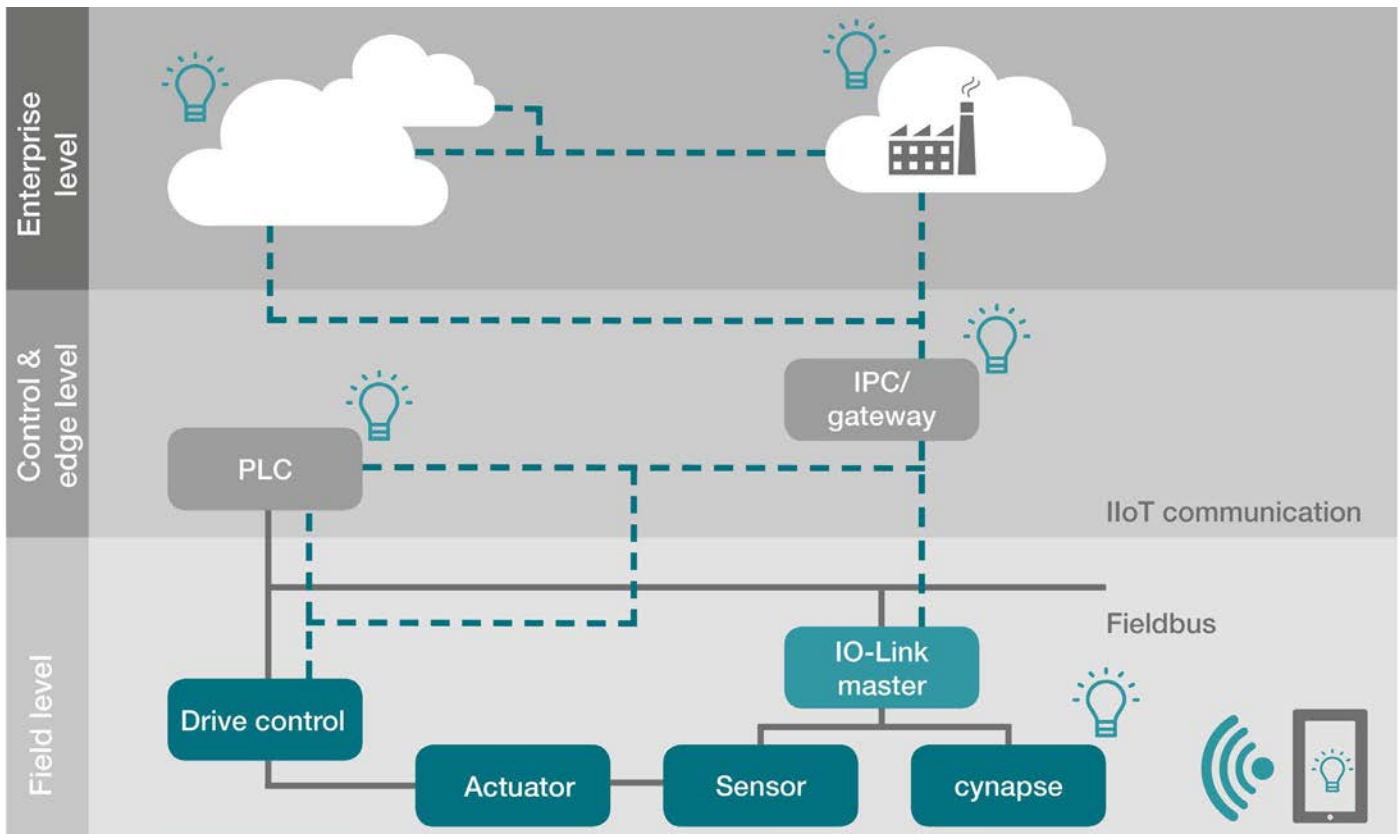 Enterprise
level
Control &
edge level
IPC/
gateway
PLC
IIoT communication
Field level
Fieldbus
IO-Link
master
Drive control
Actuator
Sensor
cynapse